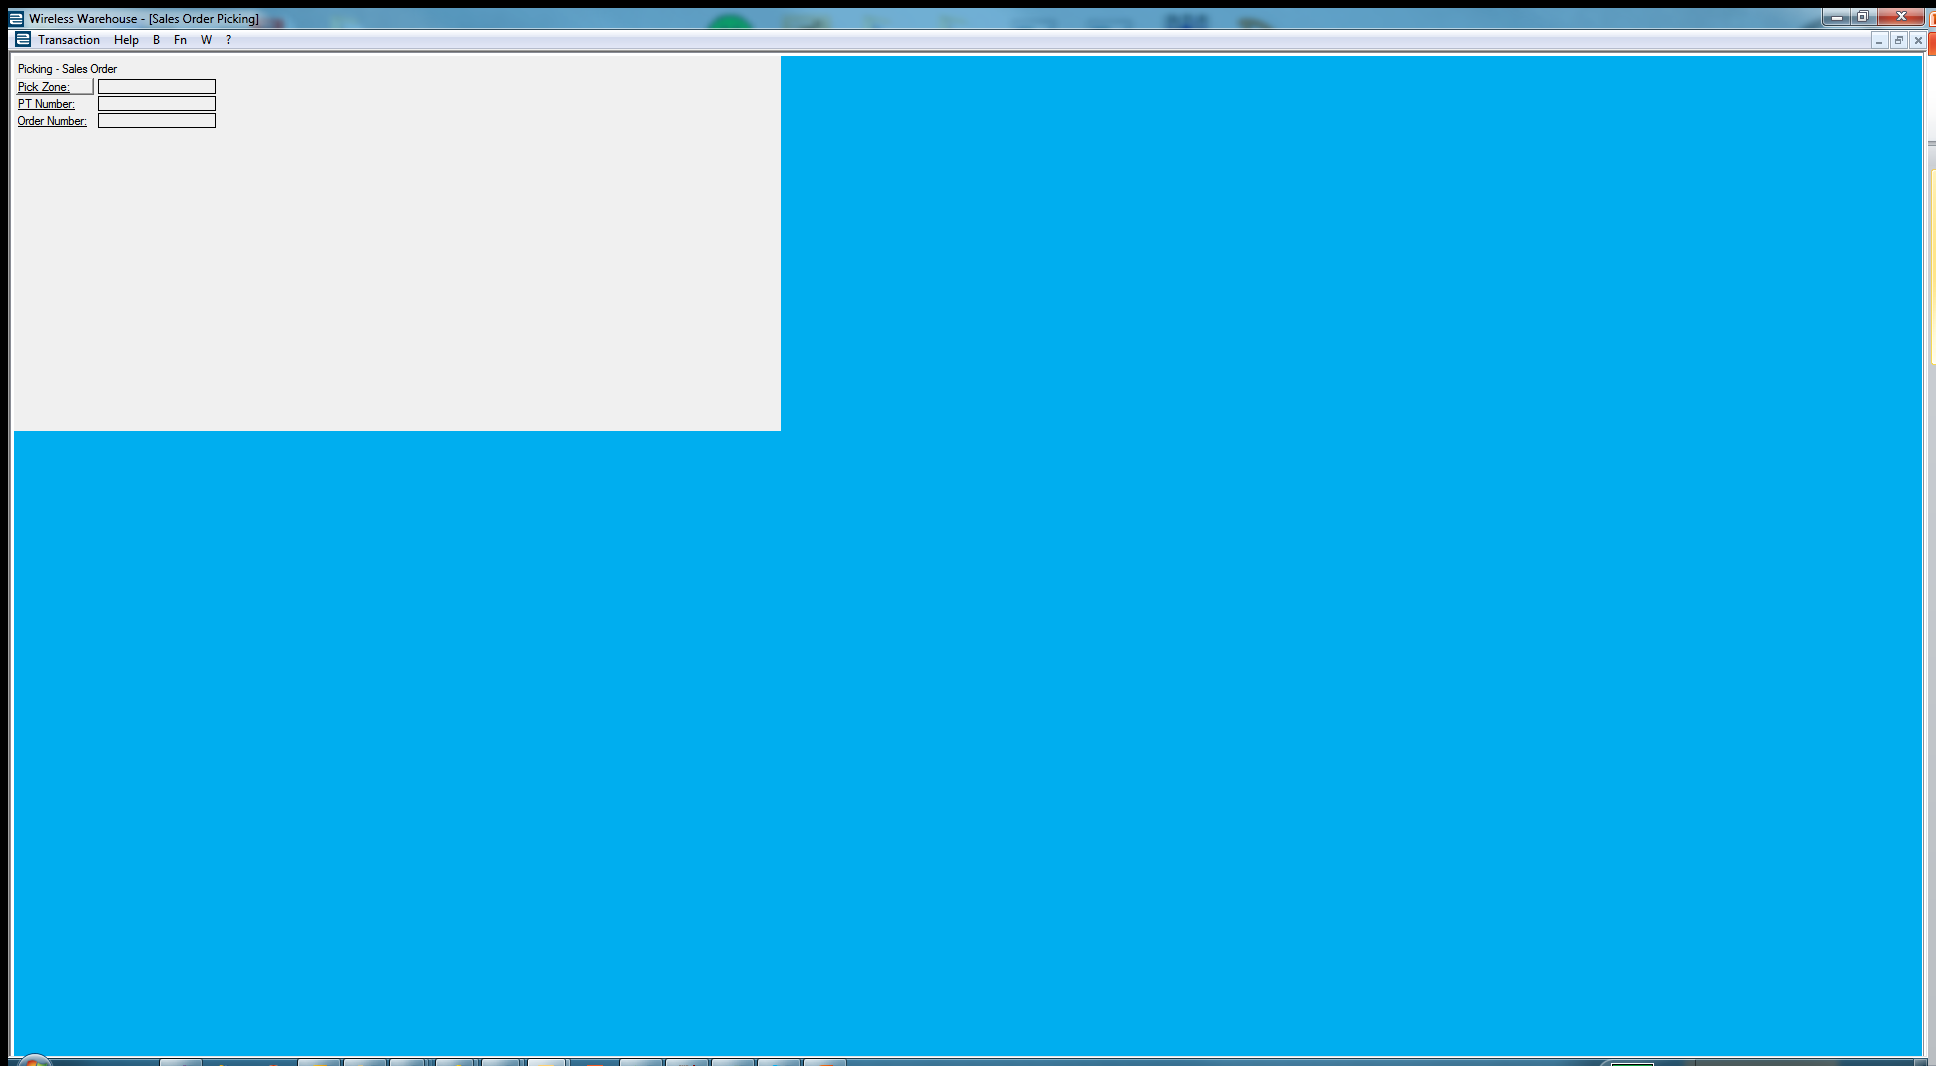 Wireless Warehouse - [Sales Order Picking]
Transaction Help B Fn W ?
Picking - Sales Order
Pick Zone:
PT Number:
Order Number: